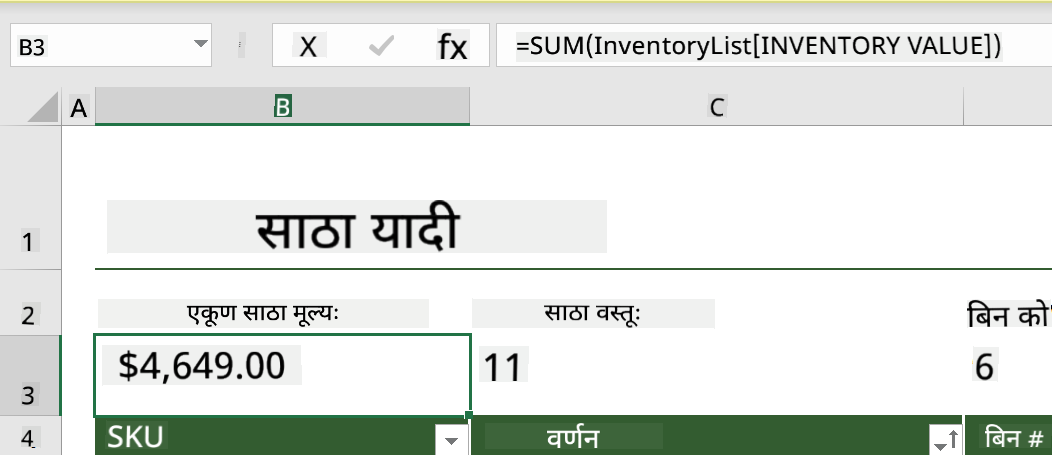 B3 X fx =SUM(InventoryList[INVENTORY VALUE])
A B C
1 साठा यादी
2 एकूण साठा मूल्यः साठा वस्तू: बिन
3 $4,649.00 11 6
4 SKU वर्णन बिन #